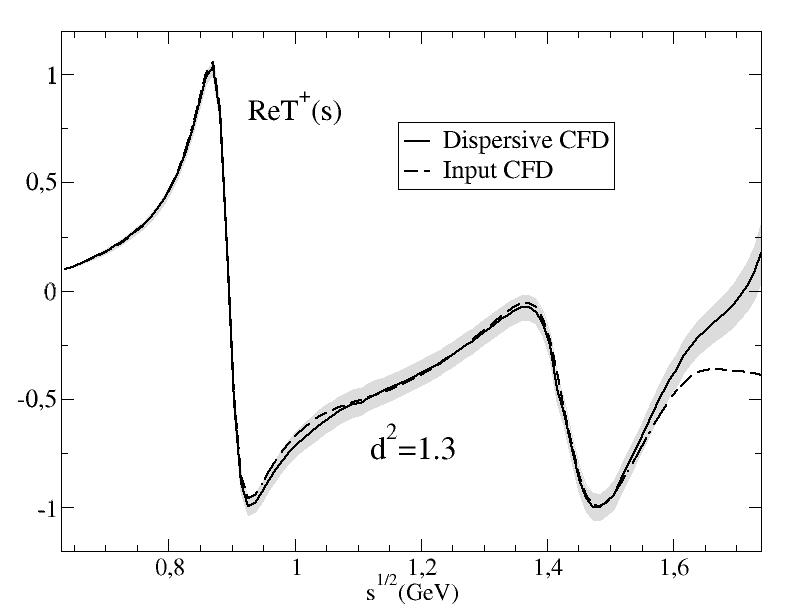 1
0,5
0
-0,5
-1
ReT⁺(s)
Dispersive CFD
Input CFD
d²=1.3
0,8 1 1,2 1,4 1,6
s^1/2(GeV)